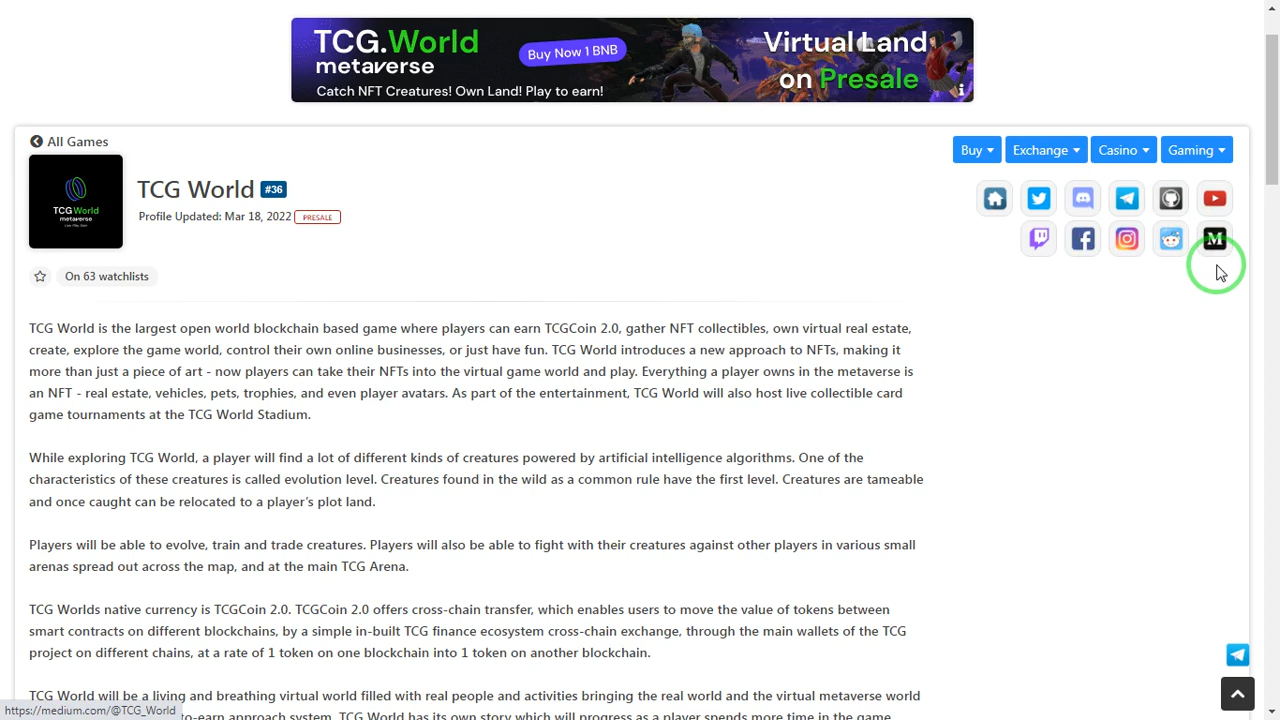 TCG.World
metaverse
Catch NFT Creatures! Own Land! Play to earn!
Buy Now 1 BNB
Virtual Land
on Presale
All Games
Buy
Exchange
Casino
Gaming
TCGWorld
metaverse
TCG World #36
Profile Updated: Mar 18, 2022 PRESALE
On 63 watchlists
TCG World is the largest open world blockchain based game where players can earn TCGCoin 2.0, gather NFT collectibles, own virtual real estate,
create, explore the game world, control their own online businesses, or just have fun. TCG World introduces a new approach to NFTs, making it
more than just a piece of art - now players can take their NFTs into the virtual game world and play. Everything a player owns in the metaverse is
an NFT - real estate, vehicles, pets, trophies, and even player avatars. As part of the entertainment, TCG World will also host live collectible card
game tournaments at the TCG World Stadium.
While exploring TCG World, a player will find a lot of different kinds of creatures powered by artificial intelligence algorithms. One of the
characteristics of these creatures is called evolution level. Creatures found in the wild as a common rule have the first level. Creatures are tameable
and once caught can be relocated to a player's plot land.
Players will be able to evolve, train and trade creatures. Players will also be able to fight with their creatures against other players in various small
arenas spread out across the map, and at the main TCG Arena.
TCG Worlds native currency is TCGCoin 2.0. TCGCoin 2.0 offers cross-chain transfer, which enables users to move the value of tokens between
smart contracts on different blockchains, by a simple in-built TCG finance ecosystem cross-chain exchange, through the main wallets of the TCG
project on different chains, at a rate of 1 token on one blockchain into 1 token on another blockchain.
TCG World will be a living and breathing virtual world filled with real people and activities bringing the real world and the virtual metaverse world
https://medium.com/@TCG_World
to-earn approach system. TCG World has its own story which will progress as a player spends more time in the game